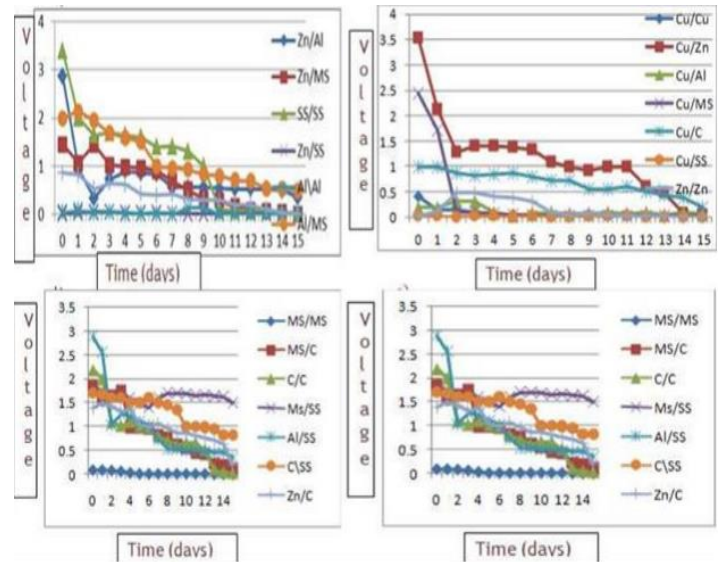 Voltage
4
3
2
1
0
0 1 2 3 4 5 6 7 8 9 10 11 12 13 14 15
Zn/Al
Zn/MS
SS/SS
Zn/SS
Al/Al
Al/MS
Time (days)
Voltage
4
3.5
3
2.5
2
1.5
1
0.5
0
0 1 2 3 4 5 6 7 8 9 10 11 12 13 14 15
Cu/Cu
Cu/Zn
Cu/Al
Cu/MS
Cu/C
Cu/SS
Zn/Zn
Time (days)
Voltage
3.5
3
2.5
2
1.5
1
0.5
0
0 2 4 6 8 10 12 14
MS/MS
MS/C
C/C
Ms/SS
Al/SS
C\SS
Zn/C
Time (days)
Voltage
3.5
3
2.5
2
1.5
1
0.5
0
0 2 4 6 8 10 12 14
MS/MS
MS/C
C/C
Ms/SS
Al/SS
C\SS
Zn/C
Time (days)